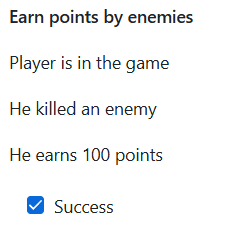 Earn points by enemies
Player is in the game
He killed an enemy
He earns 100 points
Success